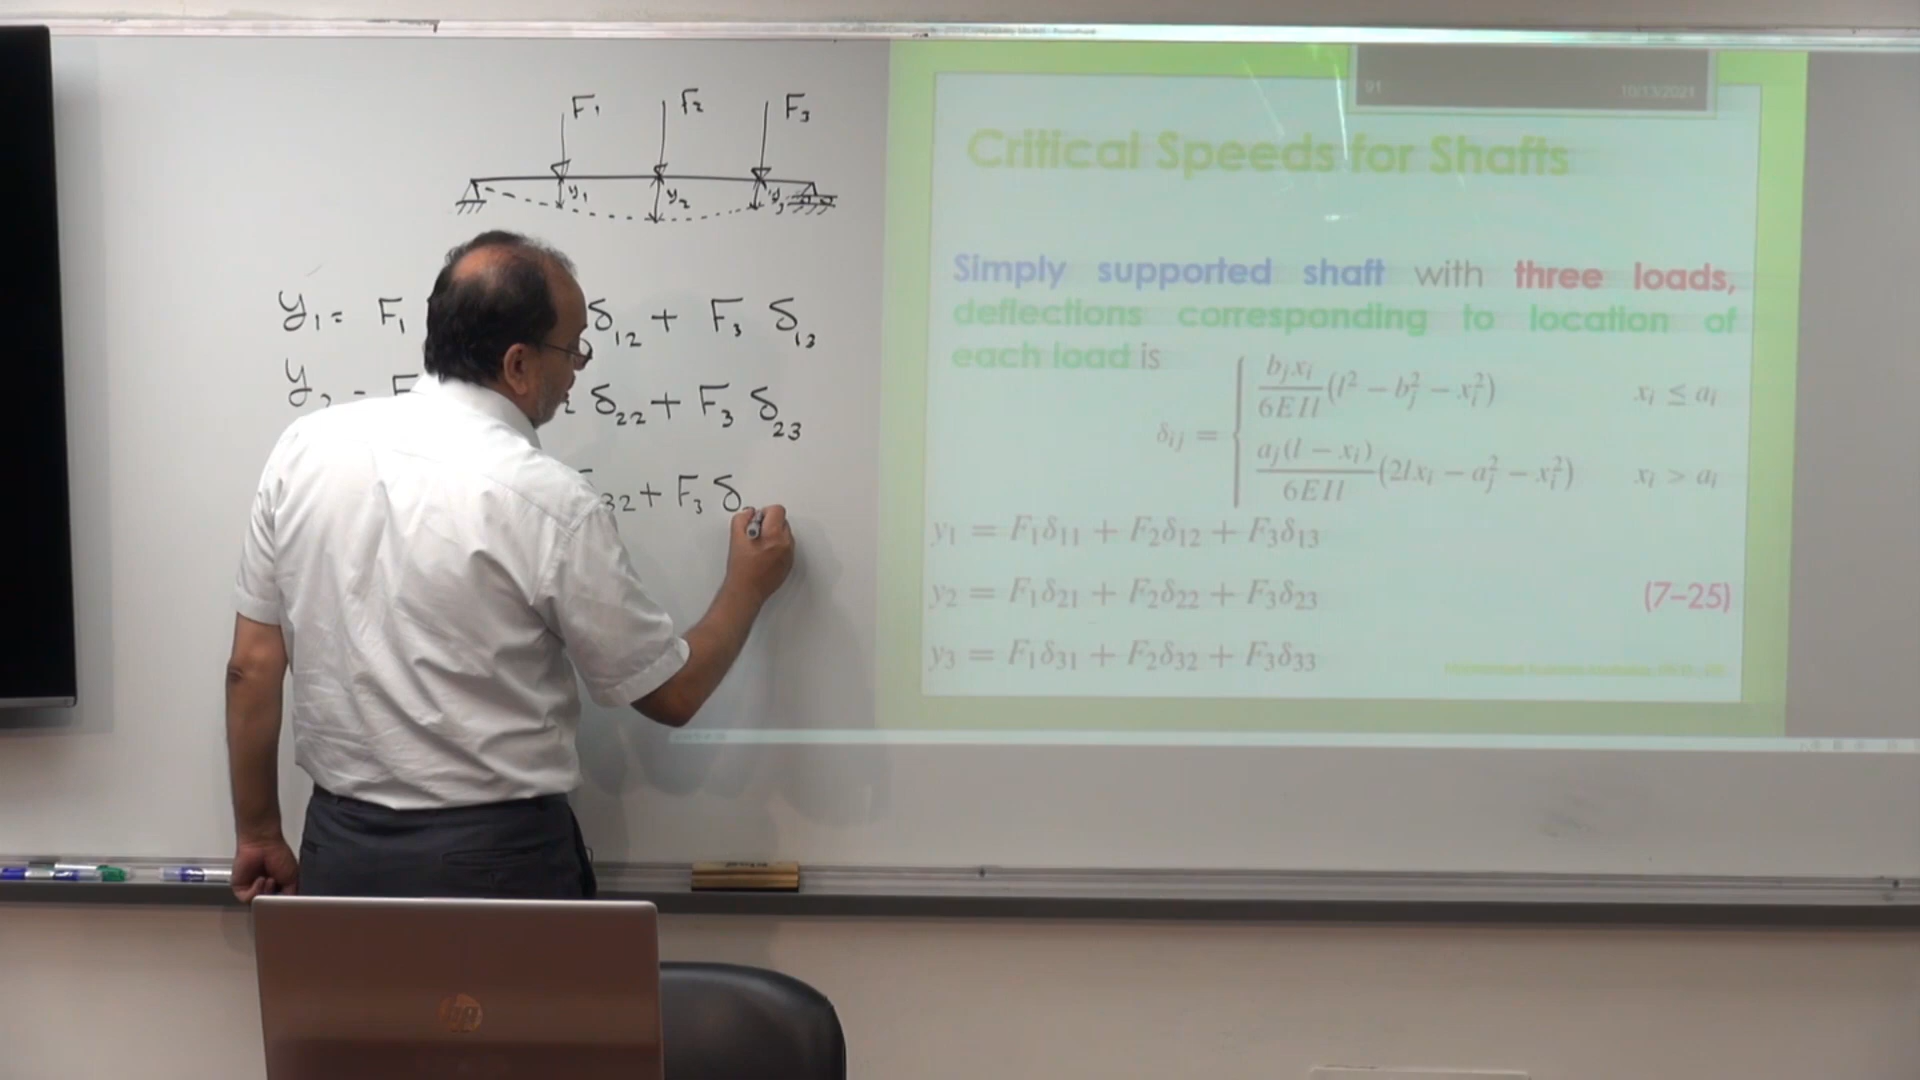 F₁ F₂ F₃
y₁ y₂ y₃
y₁ = F₁ δ₁₂ + F₃ δ₁₃
y₂ = F δ₂₂ + F₃ δ₂₃
₃₂ + F₃ δ
91 10/13/2021
Critical Speeds for Shafts
Simply supported shaft with three loads,
deflections corresponding to location of
each load is
δᵢⱼ = { bⱼxᵢ/6EIl (l² − bⱼ² − xᵢ²) xᵢ ≤ aᵢ
aⱼ(l − xᵢ)/6EIl (2lxᵢ − aⱼ² − xᵢ²) xᵢ > aᵢ
y₁ = F₁δ₁₁ + F₂δ₁₂ + F₃δ₁₃
y₂ = F₁δ₂₁ + F₂δ₂₂ + F₃δ₂₃ (7–25)
y₃ = F₁δ₃₁ + F₂δ₃₂ + F₃δ₃₃
hp